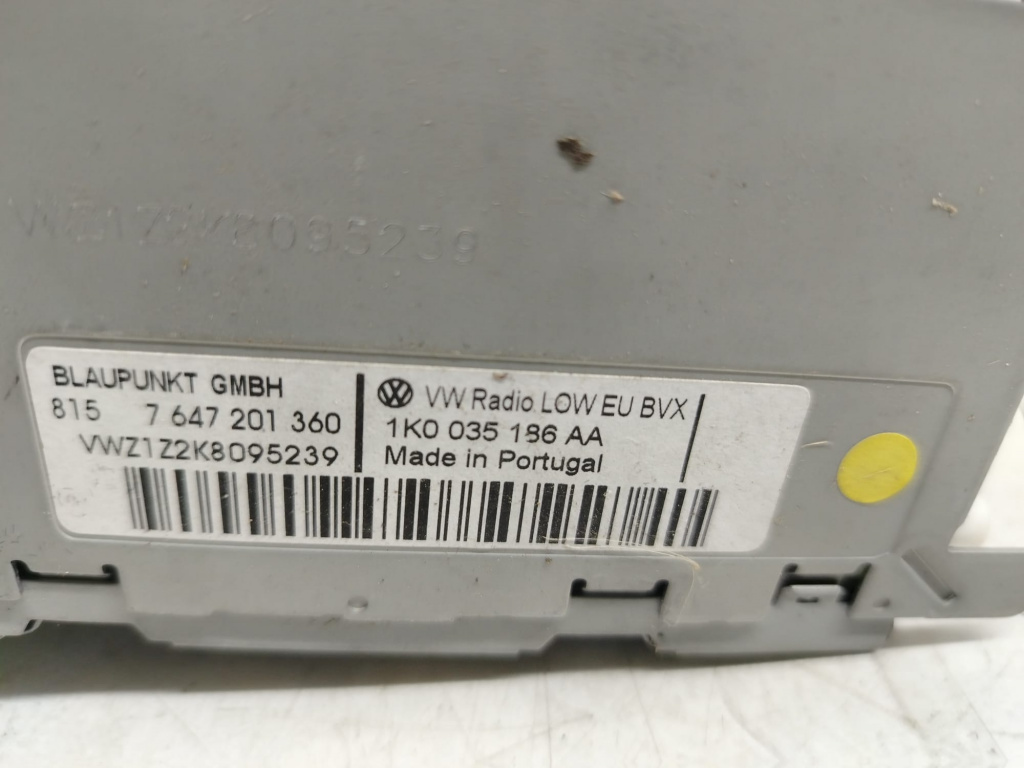 VWZ1Z2K8095239
BLAUPUNKT GMBH
815 7 647 201 360
VWZ1Z2K8095239
VW Radio LOW EU BVX
1K0 035 186 AA
Made in Portugal